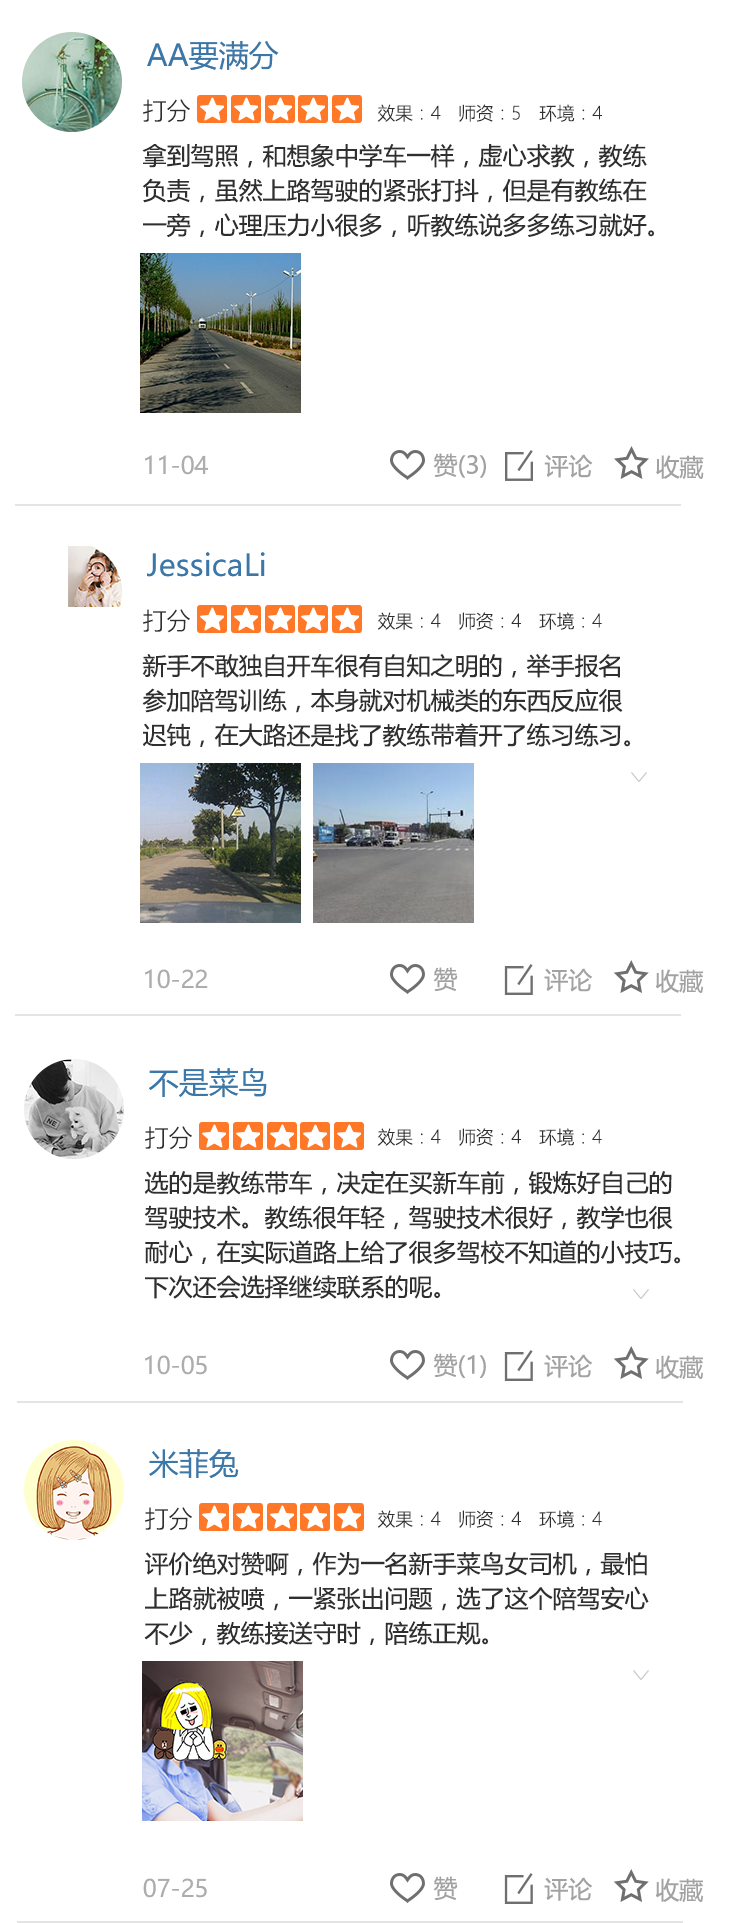 AA要满分
打分 效果：4 师资：5 环境：4
拿到驾照，和想象中学车一样，虚心求教，教练
负责，虽然上路驾驶的紧张打抖，但是有教练在
一旁，心理压力小很多，听教练说多多练习就好。
11-04 赞(3) 评论 收藏
JessicaLi
打分 效果：4 师资：4 环境：4
新手不敢独自开车很有自知之明的，举手报名
参加陪驾训练，本身就对机械类的东西反应很
迟钝，在大路还是找了教练带着开了练习练习。
10-22 赞 评论 收藏
NE
不是菜鸟
打分 效果：4 师资：4 环境：4
选的是教练带车，决定在买新车前，锻炼好自己的
驾驶技术。教练很年轻，驾驶技术很好，教学也很
耐心，在实际道路上给了很多驾校不知道的小技巧。
下次还会选择继续联系的呢。
10-05 赞(1) 评论 收藏
米菲兔
打分 效果：4 师资：4 环境：4
评价绝对赞啊，作为一名新手菜鸟女司机，最怕
上路就被喷，一紧张出问题，选了这个陪驾安心
不少，教练接送守时，陪练正规。
07-25 赞 评论 收藏